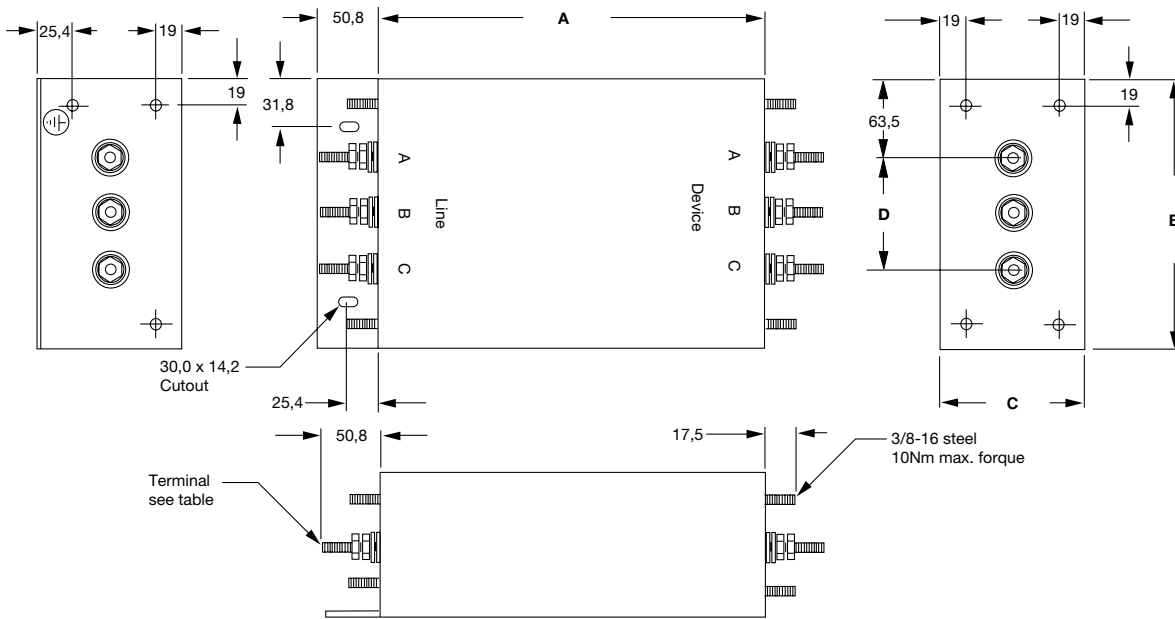 50,8
A
25,4
19
19
31,8
A
B
C
Line
Device
A
B
C
30,0 x 14,2
Cutout
25,4
19
19
19
63,5
D
C
50,8
17,5
3/8-16 steel
10Nm max. forque
Terminal
see table